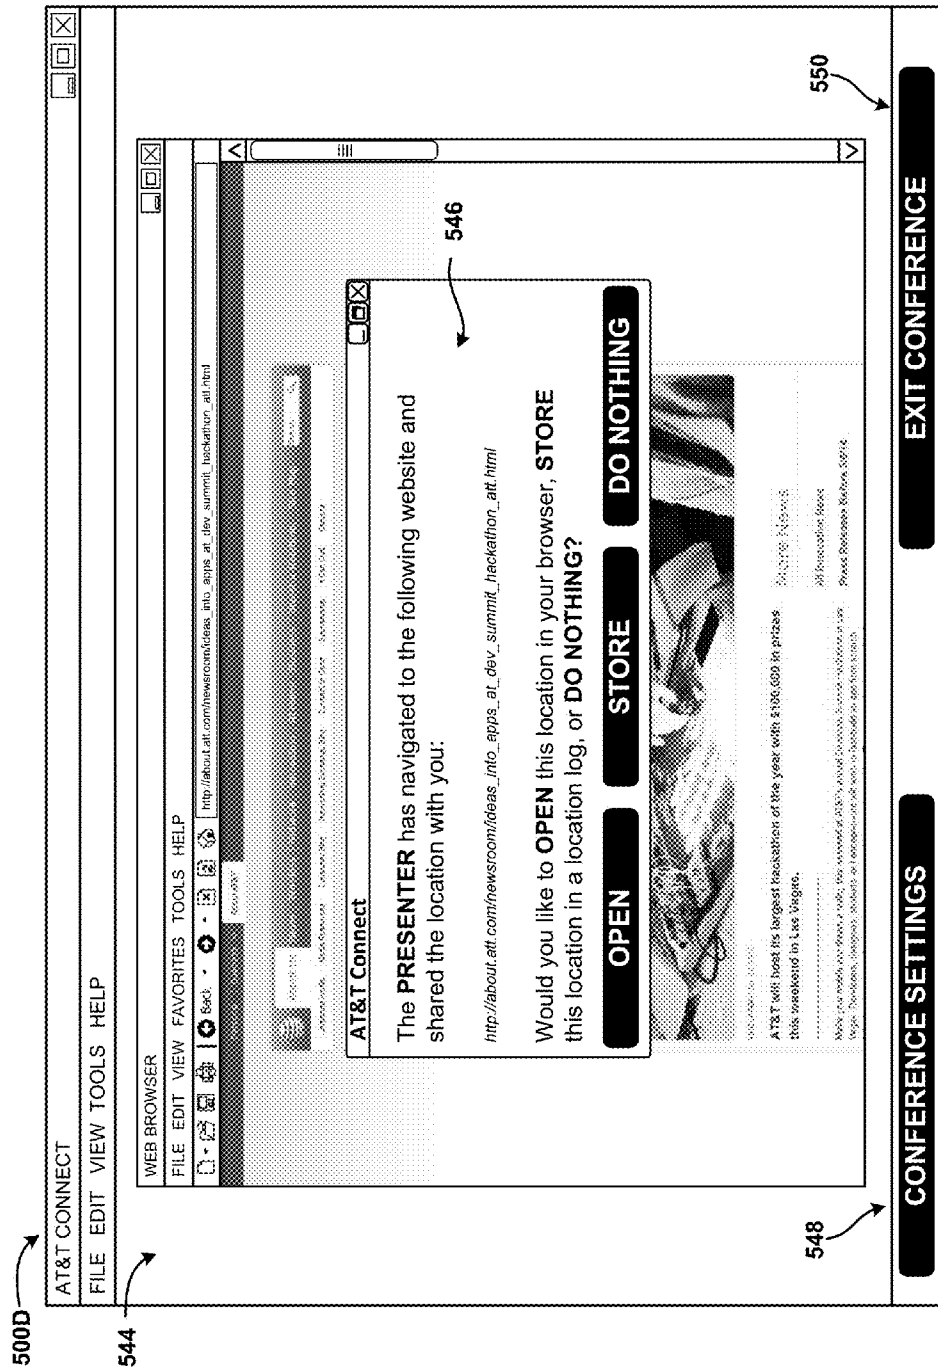 500D
AT&T CONNECT
FILE EDIT VIEW TOOLS HELP
544
WEB BROWSER
FILE EDIT VIEW FAVORITES TOOLS HELP
Back
http://about.att.com/newsroom/ideas_into_apps_at_dev_summit_hackathon_att.html
AT&T Connect
The PRESENTER has navigated to the following website and
shared the location with you:
546
http://about.att.com/newsroom/ideas_into_apps_at_dev_summit_hackathon_att.html
Would you like to OPEN this location in your browser, STORE
this location in a location log, or DO NOTHING?
OPEN
STORE
DO NOTHING
AT&T will host its largest hackathon of the year with $100,000 in prizes
this weekend in Las Vegas.
548
CONFERENCE SETTINGS
550
EXIT CONFERENCE